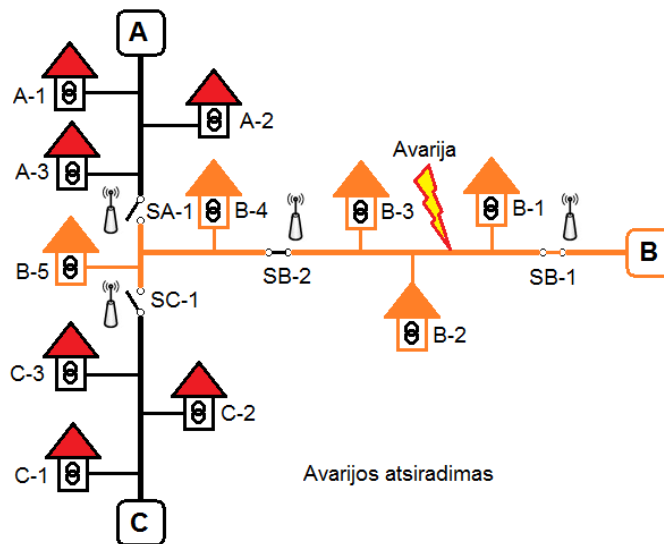 A
A-1
A-2
A-3
Avarija
SA-1
B-4
B-3
B-1
B-5
SB-2
SB-1
B
SC-1
B-2
C-3
C-2
C-1
Avarijos atsiradimas
C